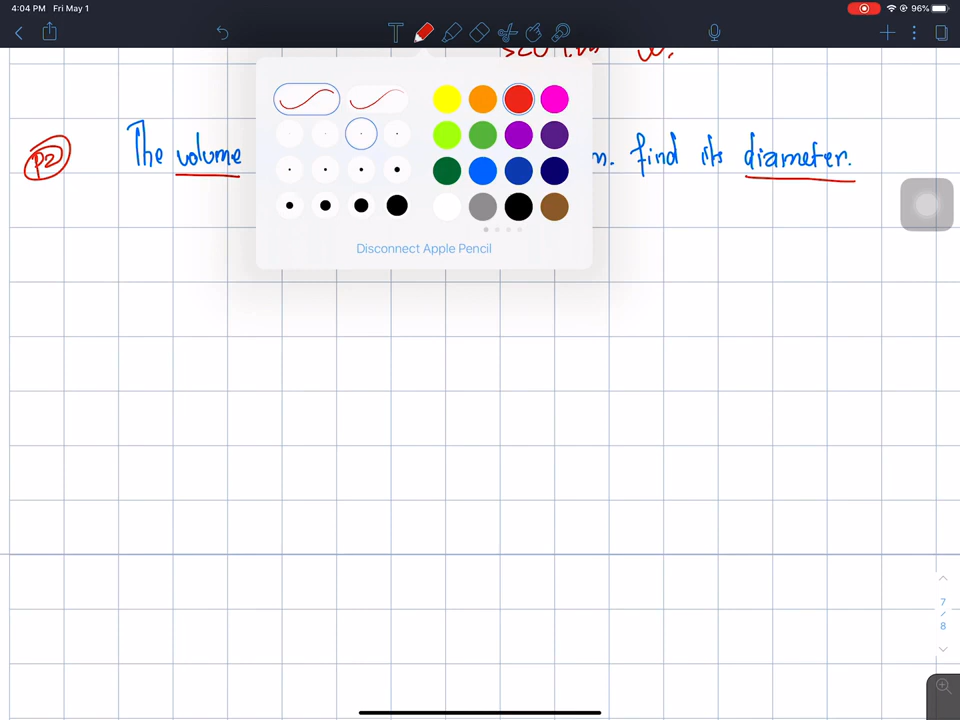 4:04 PM Fri May 1
96%
P2 The volume m. find its diameter.
Disconnect Apple Pencil
7
/
8